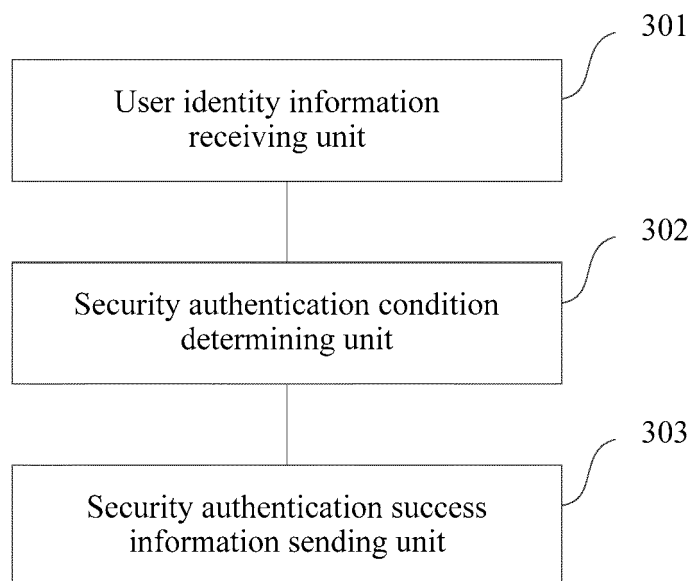 301
User identity information
receiving unit
302
Security authentication condition
determining unit
303
Security authentication success
information sending unit